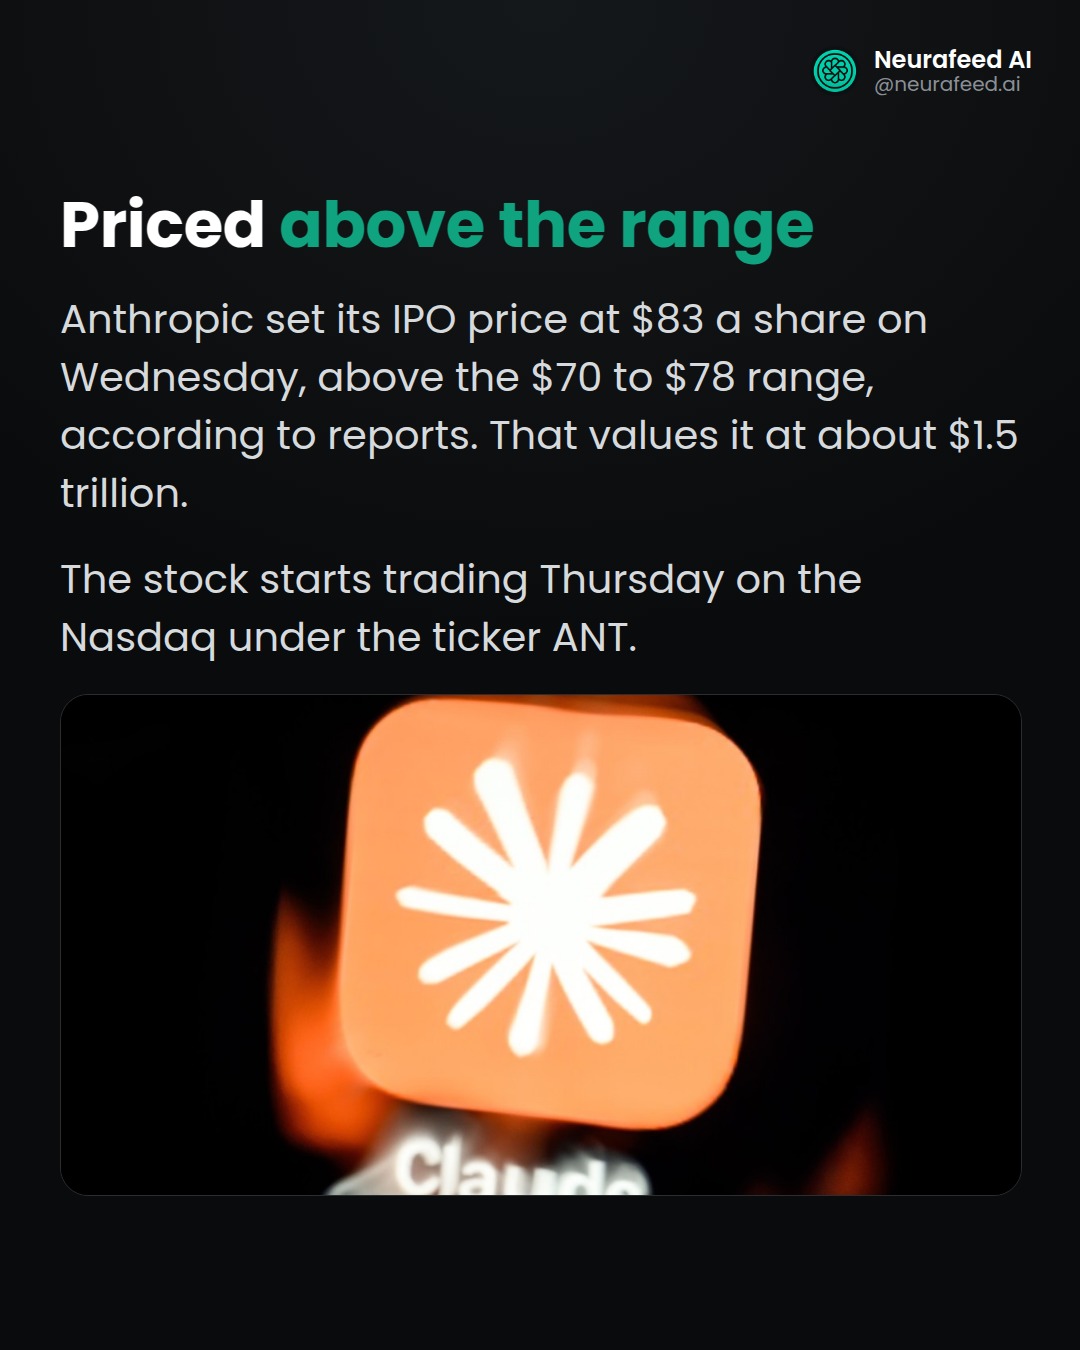 Neurafeed AI
@neurafeed.ai
Priced above the range
Anthropic set its IPO price at $83 a share on
Wednesday, above the $70 to $78 range,
according to reports. That values it at about $1.5
trillion.
The stock starts trading Thursday on the
Nasdaq under the ticker ANT.
Claude